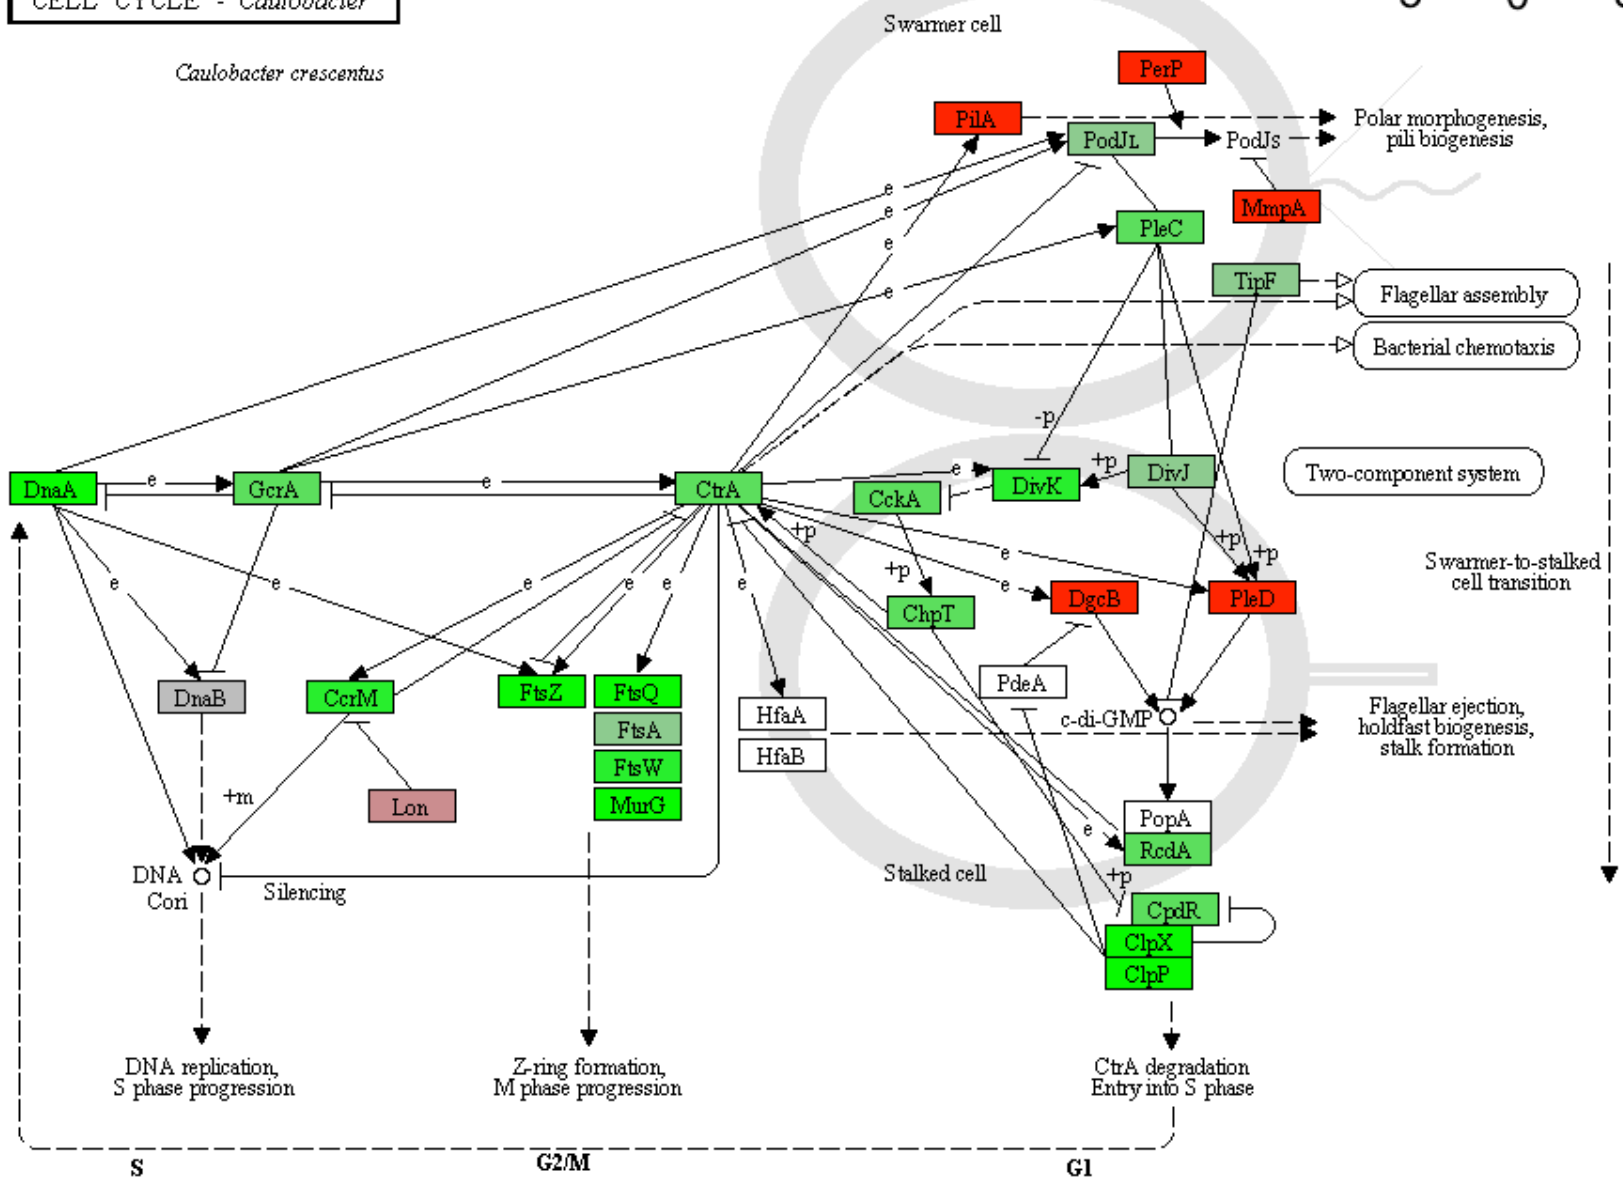 CELL CYCLE - Caulobacter
Swarmer cell
Caulobacter crescentus
PerP
PilA
Polar morphogenesis,
pili biogenesis
PodJL
PodJS
e
e
MmpA
PleC
e
TipF
e
Flagellar assembly
Bacterial chemotaxis
-p
+p
DivJ
Two-component system
DnaA
e
GcrA
e
CtrA
e
DivK
CckA
+p
+p
+p
e
Swarmer-to-stalked
cell transition
+p
e
e
e
e
e
e
e
DgcB
PleD
ChpT
DnaB
CcrM
FtsZ
FtsQ
PdeA
HfaA
c-di-GMP
Flagellar ejection,
holdfast biogenesis,
stalk formation
FtsA
HfaB
FtsW
+m
Lon
MurG
PopA
e
RcdA
DNA
Cori
Silencing
Stalked cell
+p
CpdR
ClpX
ClpP
DNA replication,
S phase progression
Z-ring formation,
M phase progression
CtrA degradation
Entry into S phase
S
G2/M
G1